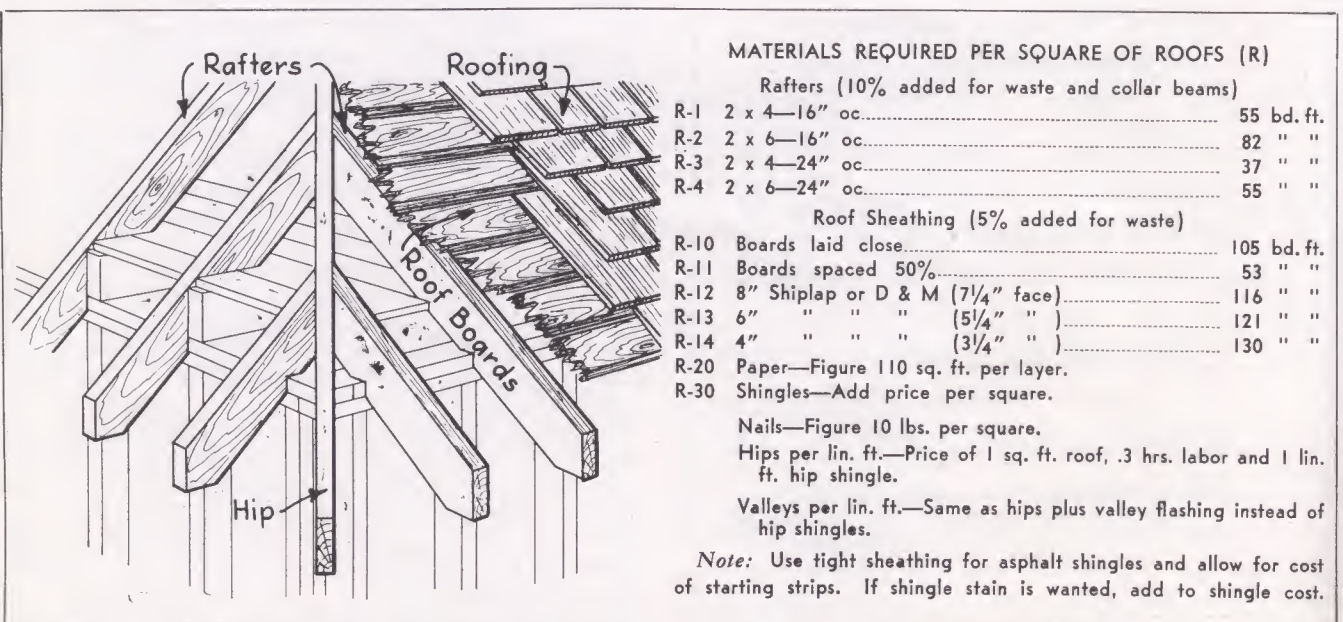 Rafters
Roofing
Roof Boards
Hip
MATERIALS REQUIRED PER SQUARE OF ROOFS (R)
Rafters (10% added for waste and collar beams)
R-1 2 x 4—16" oc 55 bd. ft.
R-2 2 x 6—16" oc 82 " "
R-3 2 x 4—24" oc 37 " "
R-4 2 x 6—24" oc 55 " "
Roof Sheathing (5% added for waste)
R-10 Boards laid close 105 bd. ft.
R-11 Boards spaced 50% 53 " "
R-12 8" Shiplap or D & M (7¼" face) 116 " "
R-13 6" " " " (5¼" " ) 121 " "
R-14 4" " " " (3¼" " ) 130 " "
R-20 Paper—Figure 110 sq. ft. per layer.
R-30 Shingles—Add price per square.
Nails—Figure 10 lbs. per square.
Hips per lin. ft.—Price of 1 sq. ft. roof, .3 hrs. labor and 1 lin.
ft. hip shingle.
Valleys per lin. ft.—Same as hips plus valley flashing instead of
hip shingles.
Note: Use tight sheathing for asphalt shingles and allow for cost
of starting strips. If shingle stain is wanted, add to shingle cost.